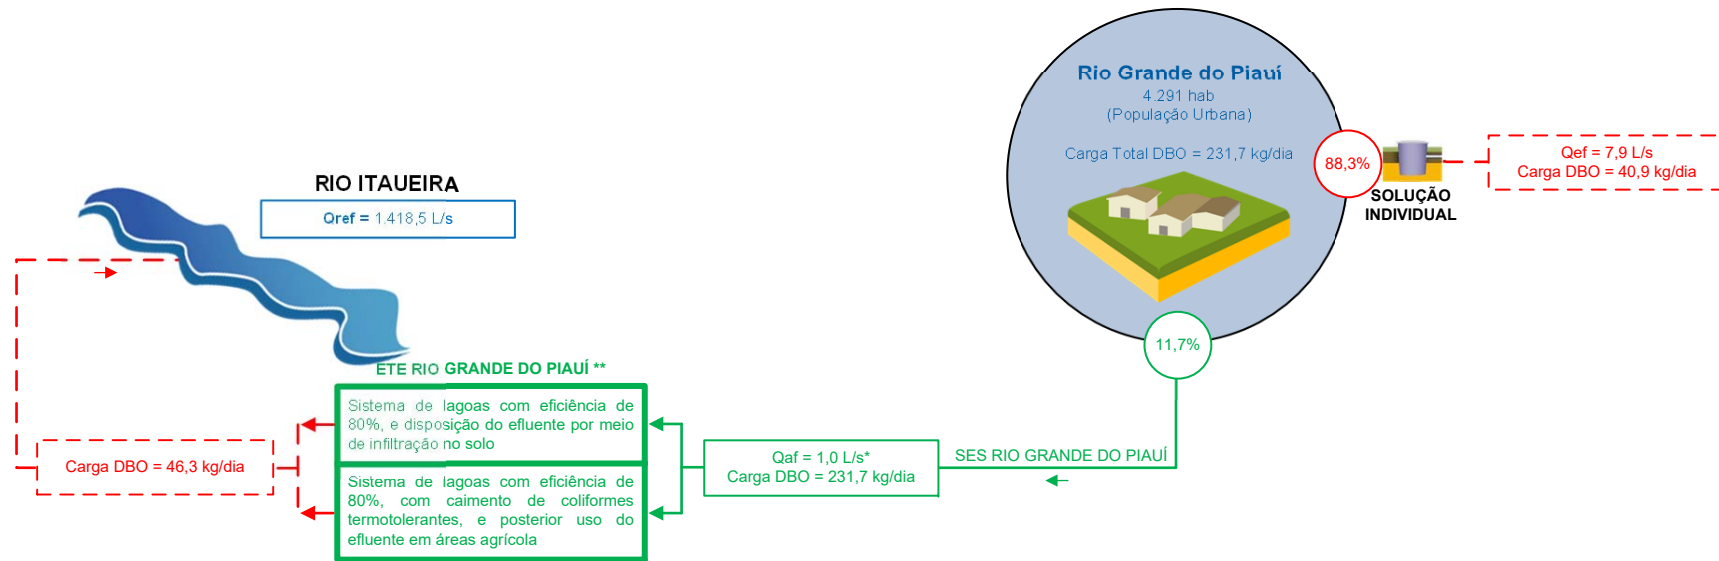 Rio Grande do Piauí
4.291 hab
(População Urbana)
Carga Total DBO = 231,7 kg/dia
88,3%
SOLUÇÃO
INDIVIDUAL
Qef = 7,9 L/s
Carga DBO = 40,9 kg/dia
RIO ITAUEIRA
Qref = 1.418,5 L/s
11,7%
ETE RIO GRANDE DO PIAUÍ **
Sistema de lagoas com eficiência de
80%, e disposição do efluente por meio
de infiltração no solo
Sistema de lagoas com eficiência de
80%, com caimento de coliformes
termotolerantes, e posterior uso do
efluente em áreas agrícola
Carga DBO = 46,3 kg/dia
Qaf = 1,0 L/s*
Carga DBO = 231,7 kg/dia
SES RIO GRANDE DO PIAUÍ